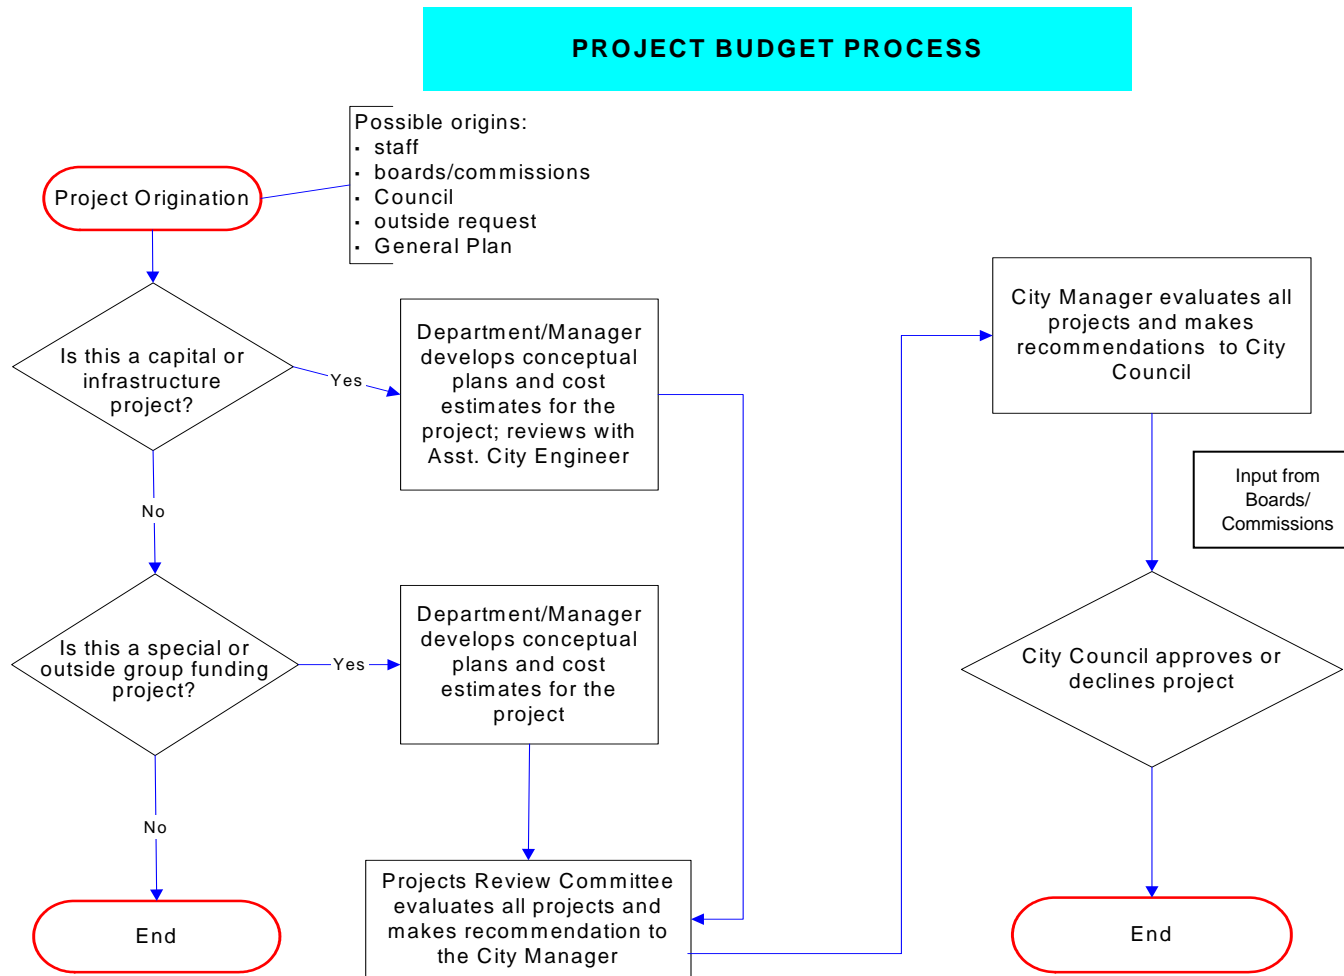 PROJECT BUDGET PROCESS
Possible origins:
· staff
· boards/commissions
· Council
· outside request
· General Plan
Project Origination
Is this a capital or
infrastructure
project?
Yes
Department/Manager
develops conceptual
plans and cost
estimates for the
project; reviews with
Asst. City Engineer
No
Is this a special or
outside group funding
project?
Yes
Department/Manager
develops conceptual
plans and cost
estimates for the
project
No
End
Projects Review Committee
evaluates all projects and
makes recommendation to
the City Manager
City Manager evaluates all
projects and makes
recommendations to City
Council
Input from
Boards/
Commissions
City Council approves or
declines project
End